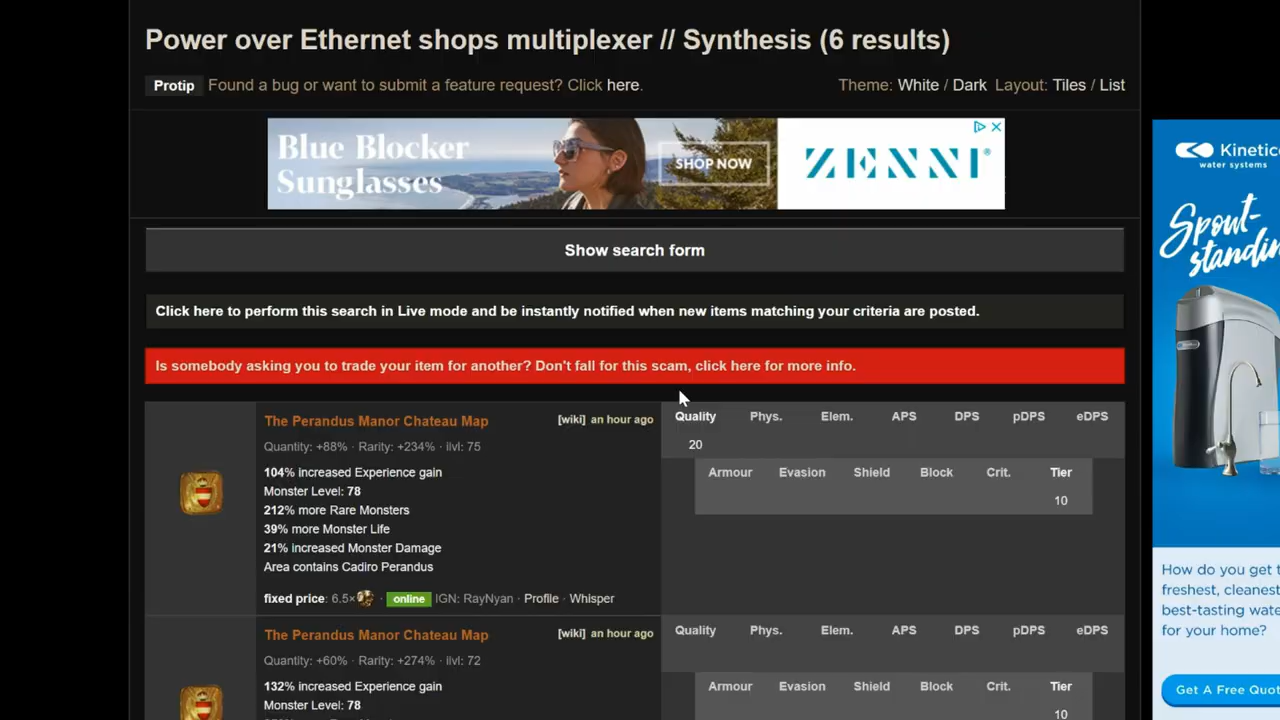 Power over Ethernet shops multiplexer // Synthesis (6 results)
Protip Found a bug or want to submit a feature request? Click here.
Theme: White / Dark Layout: Tiles / List
Blue Blocker
Sunglasses
SHOP NOW
ZENNI®
Kinetico
water systems
Spout-
standing
Show search form
Click here to perform this search in Live mode and be instantly notified when new items matching your criteria are posted.
Is somebody asking you to trade your item for another? Don't fall for this scam, click here for more info.
The Perandus Manor Chateau Map [wiki] an hour ago
Quantity: +88% · Rarity: +234% · ilvl: 75
104% increased Experience gain
Monster Level: 78
212% more Rare Monsters
39% more Monster Life
21% increased Monster Damage
Area contains Cadiro Perandus
fixed price: 6.5× · online IGN: RayNyan · Profile · Whisper
Quality Phys. Elem. APS DPS pDPS eDPS
20
Armour Evasion Shield Block Crit. Tier
10
The Perandus Manor Chateau Map [wiki] an hour ago
Quantity: +60% · Rarity: +274% · ilvl: 72
132% increased Experience gain
Monster Level: 78
Quality Phys. Elem. APS DPS pDPS eDPS
Armour Evasion Shield Block Crit. Tier
10
How do you get t
freshest, cleanest
best-tasting wate
for your home?
Get A Free Quot